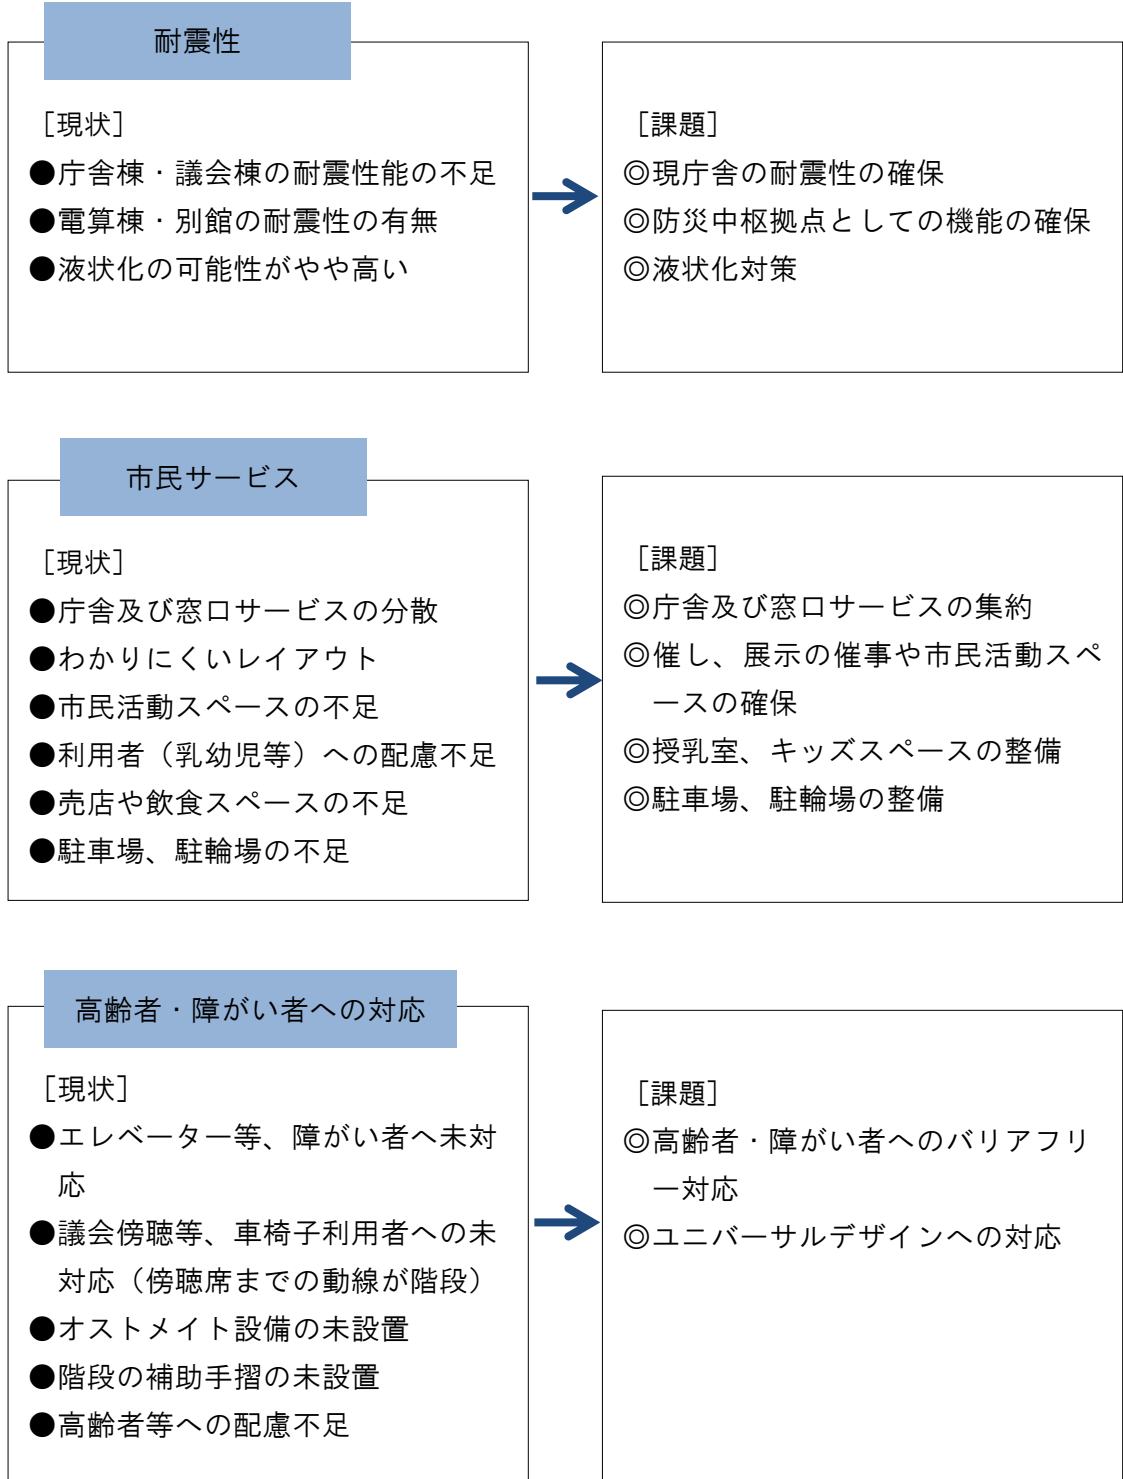 耐震性
［現状］
●庁舎棟・議会棟の耐震性能の不足
●電算棟・別館の耐震性の有無
●液状化の可能性がやや高い
［課題］
◎現庁舎の耐震性の確保
◎防災中枢拠点としての機能の確保
◎液状化対策
市民サービス
［現状］
●庁舎及び窓口サービスの分散
●わかりにくいレイアウト
●市民活動スペースの不足
●利用者（乳幼児等）への配慮不足
●売店や飲食スペースの不足
●駐車場、駐輪場の不足
［課題］
◎庁舎及び窓口サービスの集約
◎催し、展示の催事や市民活動スペ
ースの確保
◎授乳室、キッズスペースの整備
◎駐車場、駐輪場の整備
高齢者・障がい者への対応
［現状］
●エレベーター等、障がい者へ未対
応
●議会傍聴等、車椅子利用者への未
対応（傍聴席までの動線が階段）
●オストメイト設備の未設置
●階段の補助手摺の未設置
●高齢者等への配慮不足
［課題］
◎高齢者・障がい者へのバリアフリ
ー対応
◎ユニバーサルデザインへの対応